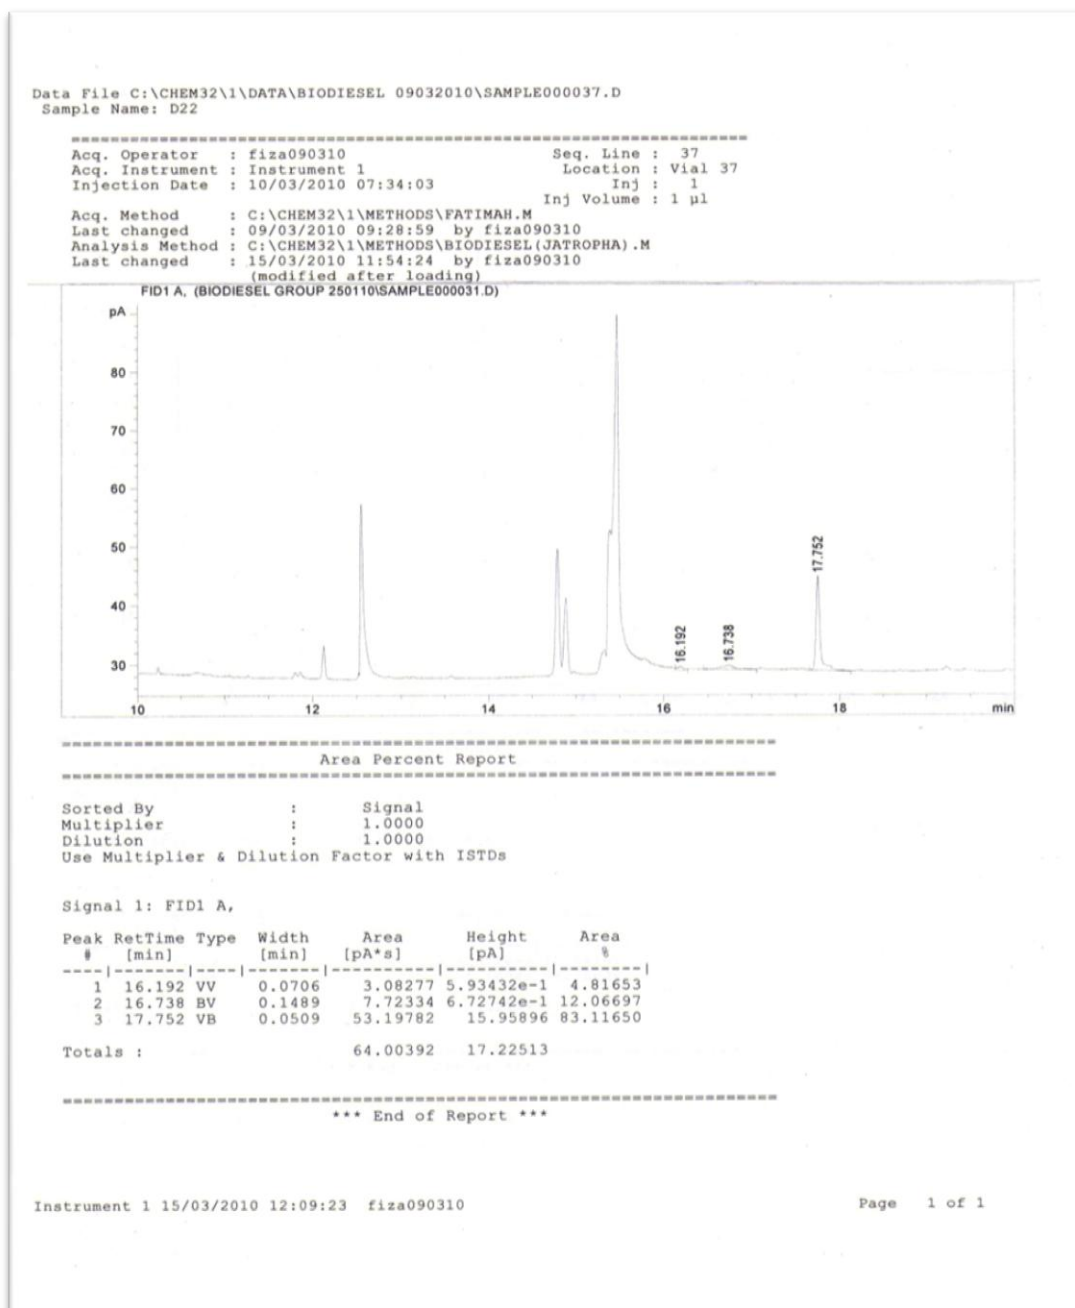 Data File C:\CHEM32\1\DATA\BIODIESEL 09032010\SAMPLE000037.D
Sample Name: D22
=====================================================================
Acq. Operator : fiza090310 Seq. Line : 37
Acq. Instrument : Instrument 1 Location : Vial 37
Injection Date : 10/03/2010 07:34:03 Inj : 1
Inj Volume : 1 µl
Acq. Method : C:\CHEM32\1\METHODS\FATIMAH.M
Last changed : 09/03/2010 09:28:59 by fiza090310
Analysis Method : C:\CHEM32\1\METHODS\BIODIESEL(JATROPHA).M
Last changed : 15/03/2010 11:54:24 by fiza090310
(modified after loading)
FID1 A, (BIODIESEL GROUP 250110\SAMPLE000031.D)
pA
80
70
60
50
40
30
16.192
16.738
17.752
10 12 14 16 18 min
=====================================================================
Area Percent Report
=====================================================================
Sorted By : Signal
Multiplier : 1.0000
Dilution : 1.0000
Use Multiplier & Dilution Factor with ISTDs
Signal 1: FID1 A,
Peak RetTime Type Width Area Height Area
# [min] [min] [pA*s] [pA] %
----|-------|----|-------|----------|----------|--------|
1 16.192 VV 0.0706 3.08277 5.93432e-1 4.81653
2 16.738 BV 0.1489 7.72334 6.72742e-1 12.06697
3 17.752 VB 0.0509 53.19782 15.95896 83.11650
Totals : 64.00392 17.22513
=====================================================================
*** End of Report ***
Instrument 1 15/03/2010 12:09:23 fiza090310 Page 1 of 1